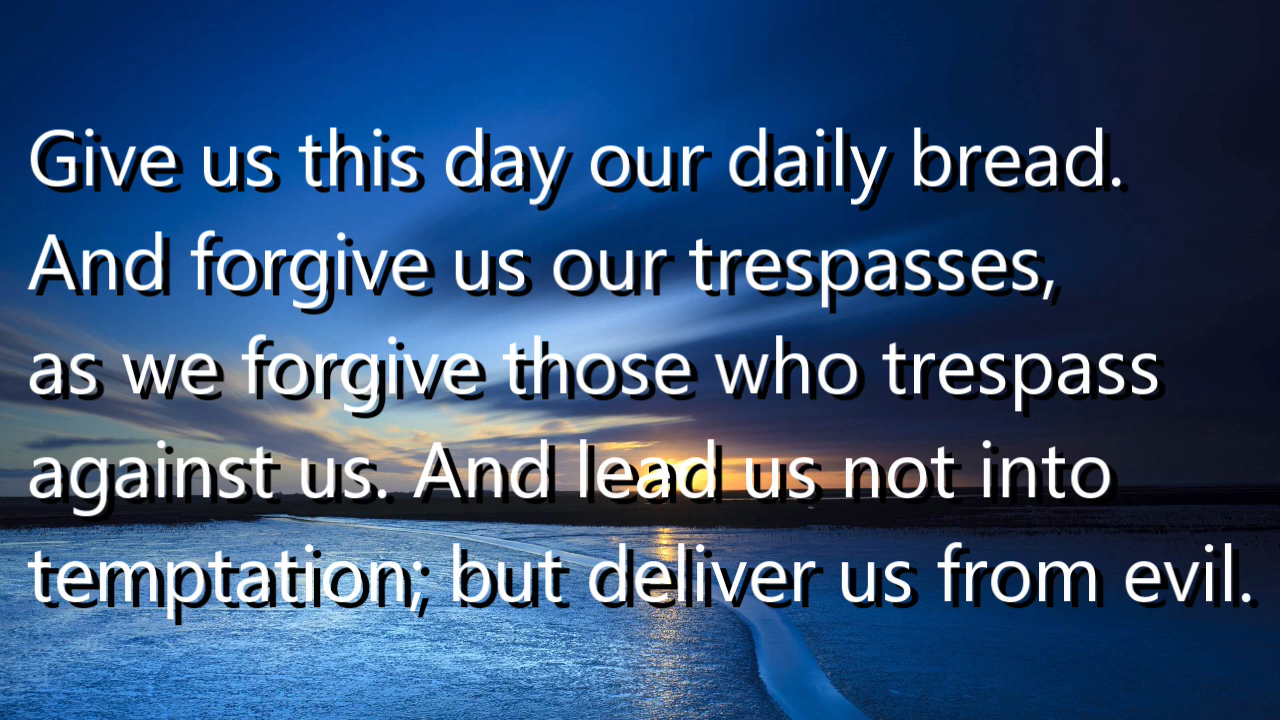 Give us this day our daily bread.
And forgive us our trespasses,
as we forgive those who trespass
against us. And lead us not into
temptation; but deliver us from evil.